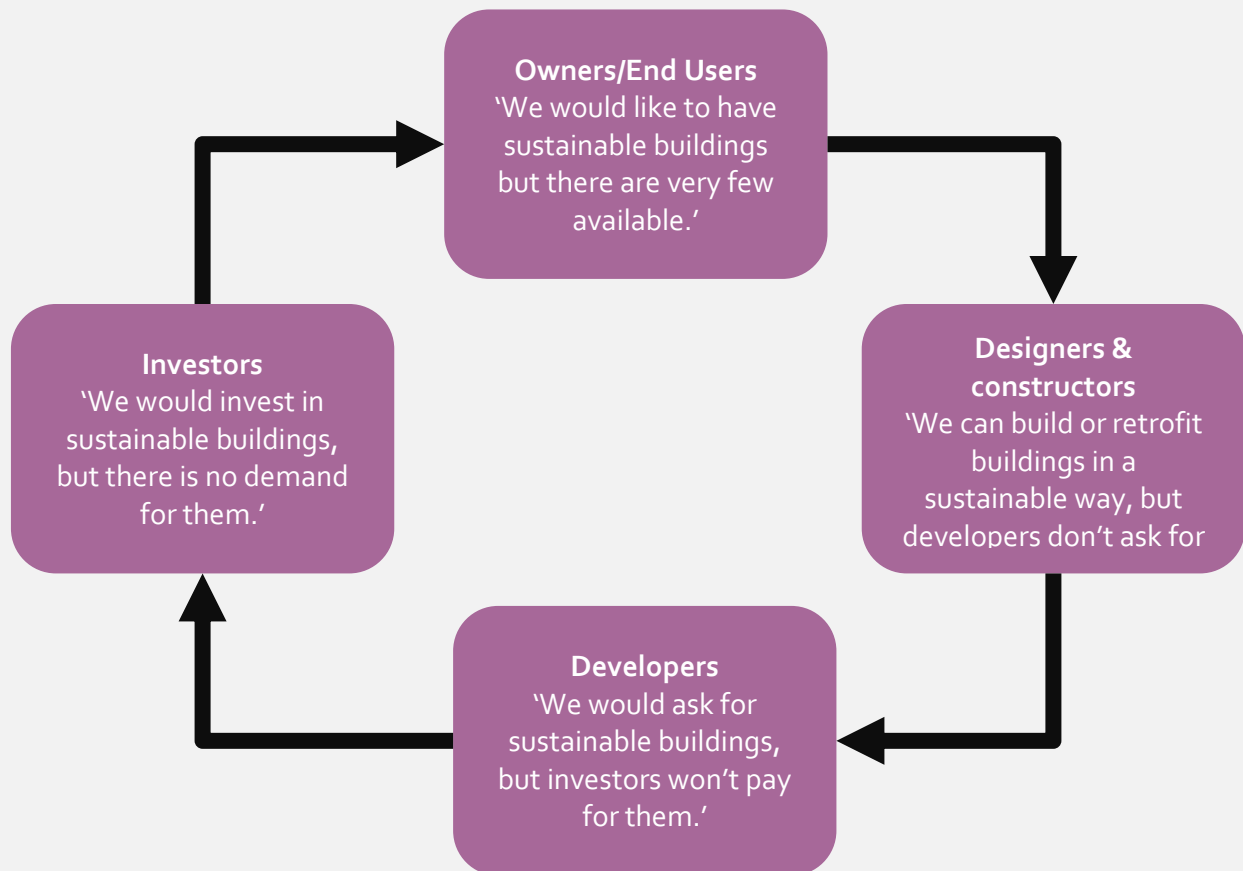 Owners/End Users
‘We would like to have
sustainable buildings
but there are very few
available.’
Designers &
constructors
‘We can build or retrofit
buildings in a
sustainable way, but
developers don’t ask for
Developers
‘We would ask for
sustainable buildings,
but investors won’t pay
for them.’
Investors
‘We would invest in
sustainable buildings,
but there is no demand
for them.’